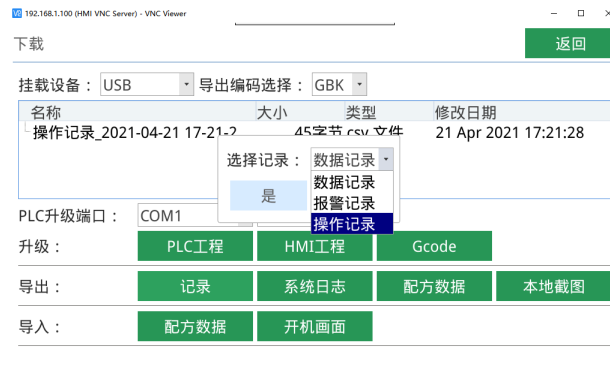 192.168.1.100 (HMI VNC Server) - VNC Viewer
下载 返回
挂载设备： USB 导出编码选择： GBK
名称 大小 类型 修改日期
操作记录_2021-04-21 17-21-2 45字节 csv 文件 21 Apr 2021 17:21:28
选择记录： 数据记录
数据记录
是 报警记录
操作记录
PLC升级端口： COM1
升级： PLC工程 HMI工程 Gcode
导出： 记录 系统日志 配方数据 本地截图
导入： 配方数据 开机画面